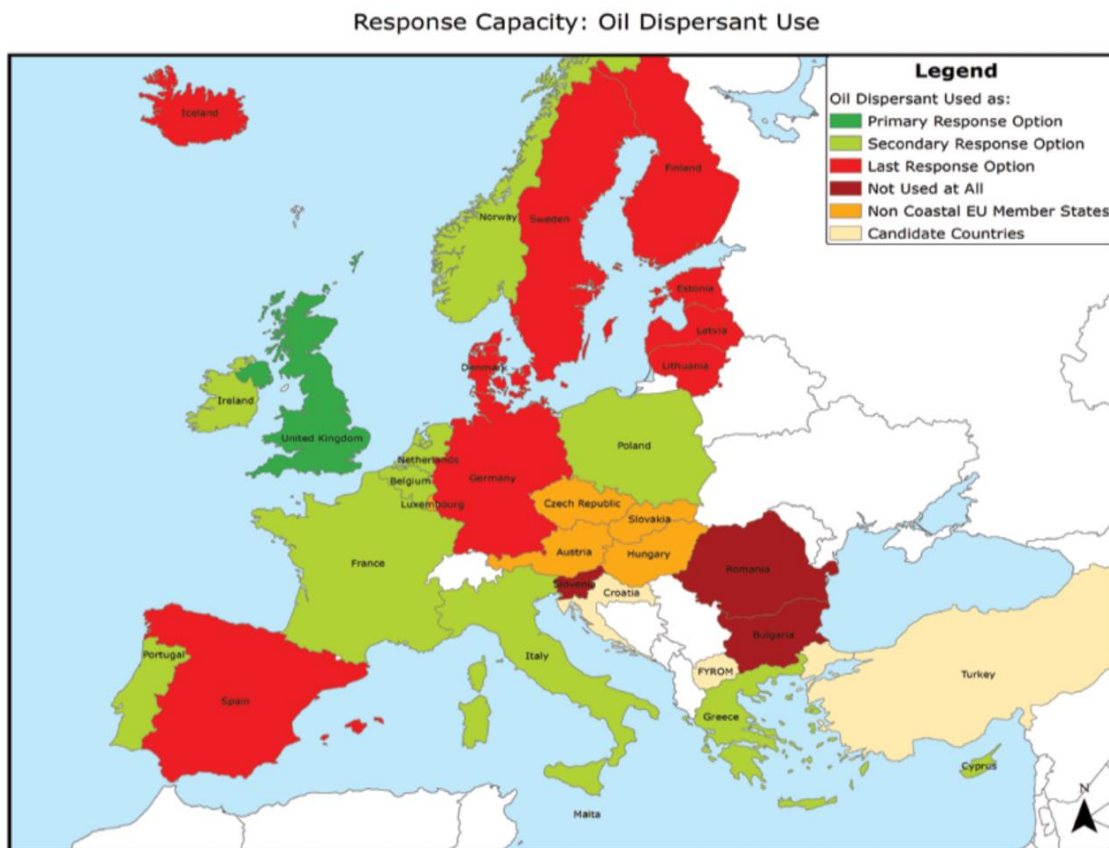 Response Capacity: Oil Dispersant Use
Legend
Oil Dispersant Used as:
Primary Response Option
Secondary Response Option
Last Response Option
Not Used at All
Non Coastal EU Member States
Candidate Countries
Iceland
Finland
Norway
Sweden
Estonia
Latvia
Denmark
Lithuania
Ireland
United Kingdom
Poland
Netherlands
Germany
Belgium
Luxembourg
Czech Republic
Slovakia
Austria
Hungary
France
Romania
Slovenia
Croatia
Bulgaria
Portugal
Italy
FYROM
Turkey
Spain
Greece
Cyprus
Malta
N